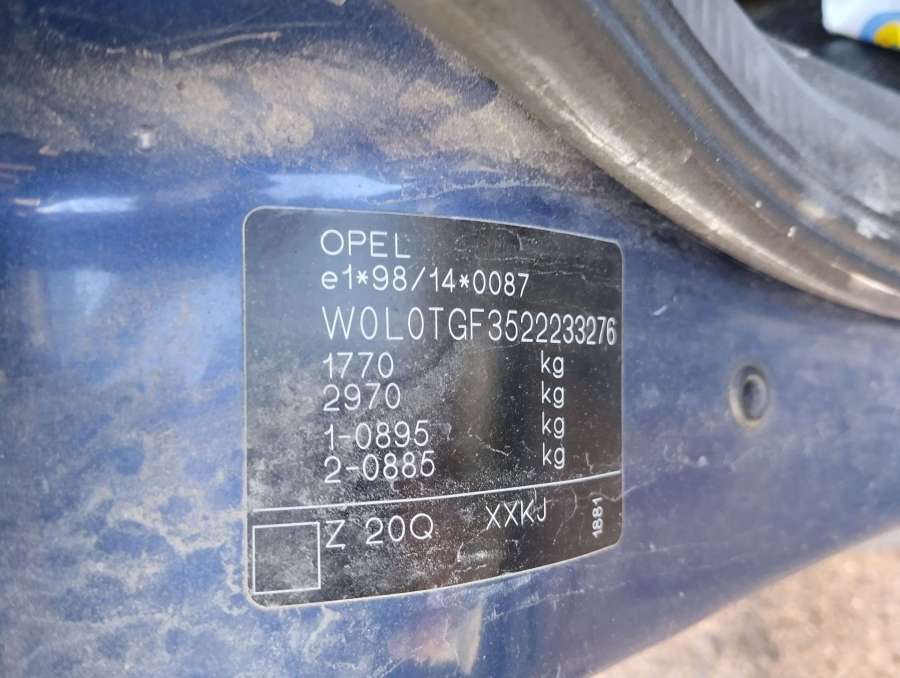 OPEL
e1*98/14*0087
W0L0TGF3522233276
1770 kg
2970 kg
1-0895 kg
2-0885 kg
Z 20Q XXKJ
1881